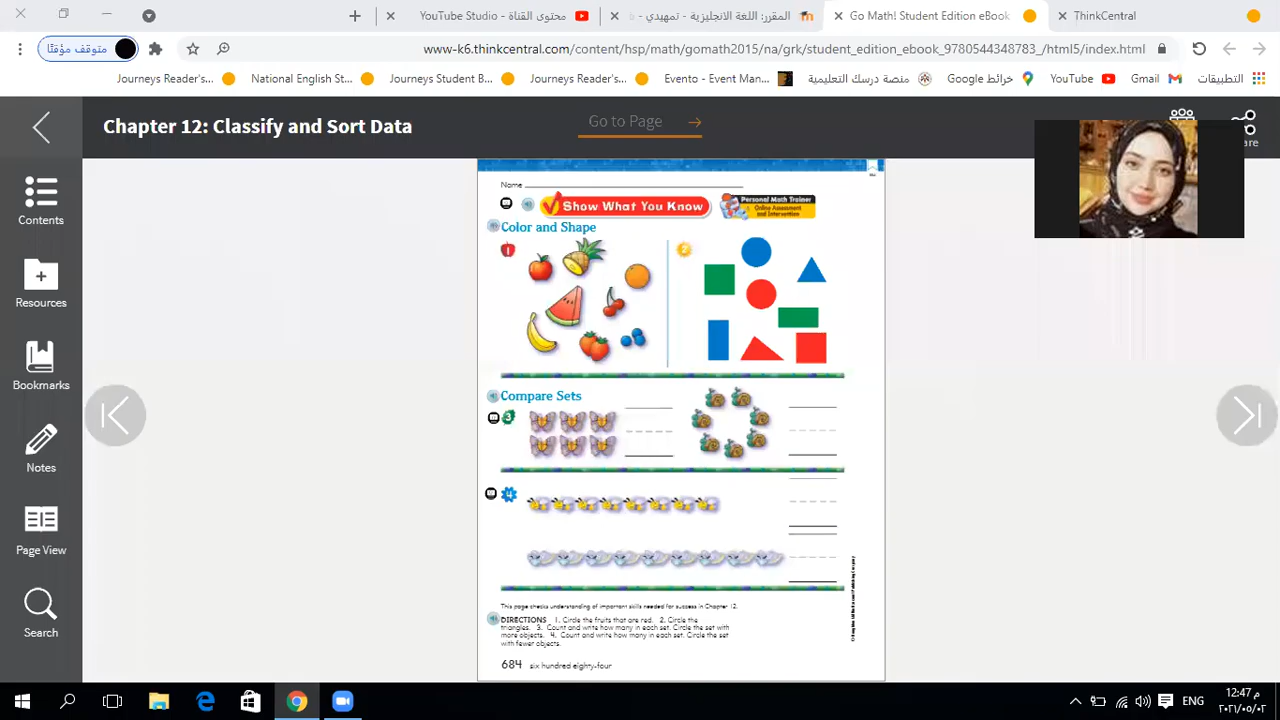 محتوى القناة - YouTube Studio
المقرر: اللغة الانجليزية - تمهيدي
Go Math! Student Edition eBook
ThinkCentral
متوقف مؤقتًا
www-k6.thinkcentral.com/content/hsp/math/gomath2015/na/gk/student_edition_ebook_9780544348783_/html5/index.html
Journeys Reader's...
National English St...
Journeys Student B...
Journeys Reader's...
Evento - Event Man...
منصة درسك التعليمية
خرائط Google
YouTube
Gmail
التطبيقات
Chapter 12: Classify and Sort Data
Go to Page
Contents
Resources
Bookmarks
Notes
Page View
Search
Name
Show What You Know
Personal Math Trainer
Online Assessment
and Intervention
Color and Shape
1
2
Compare Sets
3
4
This page checks understanding of important skills needed for success in Chapter 12.
DIRECTIONS 1. Circle the fruits that are red. 2. Circle the
triangles. 3. Count and write how many in each set. Circle the set with
more objects. 4. Count and write how many in each set. Circle the set
with fewer objects.
684 six hundred eighty-four
ENG
12:47 م
٢٠٢١/٠٥/٠٢